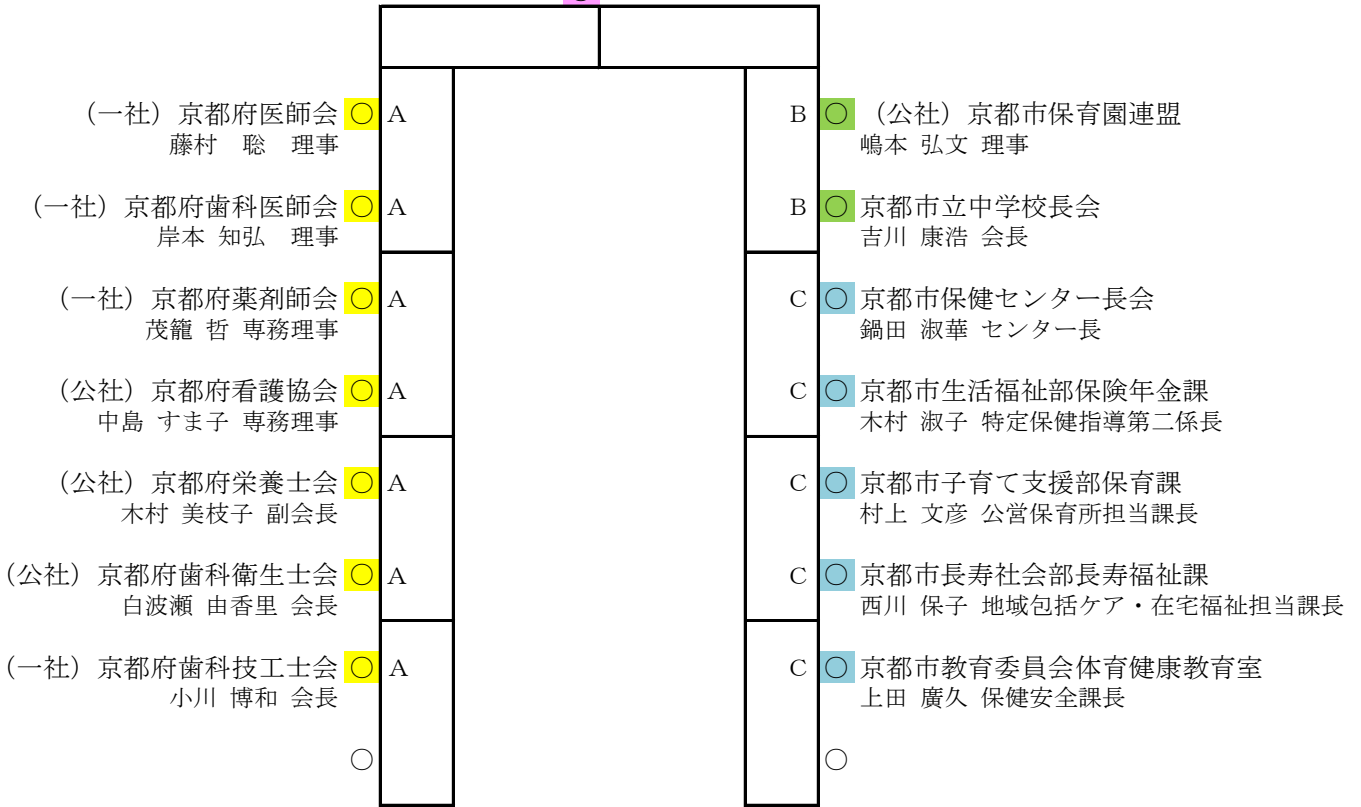 （一社）京都府医師会 ○ A
藤村　聡　理事
（一社）京都府歯科医師会 ○ A
岸本 知弘　理事
（一社）京都府薬剤師会 ○ A
茂籠 哲 専務理事
（公社）京都府看護協会 ○ A
中島 すま子 専務理事
（公社）京都府栄養士会 ○ A
木村 美枝子 副会長
（公社）京都府歯科衛生士会 ○ A
白波瀬 由香里 会長
（一社）京都府歯科技工士会 ○ A
小川 博和 会長
○
B ○ （公社）京都市保育園連盟
嶋本 弘文 理事
B ○ 京都市立中学校長会
吉川 康浩 会長
C ○ 京都市保健センター長会
鍋田 淑華 センター長
C ○ 京都市生活福祉部保険年金課
木村 淑子 特定保健指導第二係長
C ○ 京都市子育て支援部保育課
村上 文彦 公営保育所担当課長
C ○ 京都市長寿社会部長寿福祉課
西川 保子 地域包括ケア・在宅福祉担当課長
C ○ 京都市教育委員会体育健康教育室
上田 廣久 保健安全課長
○